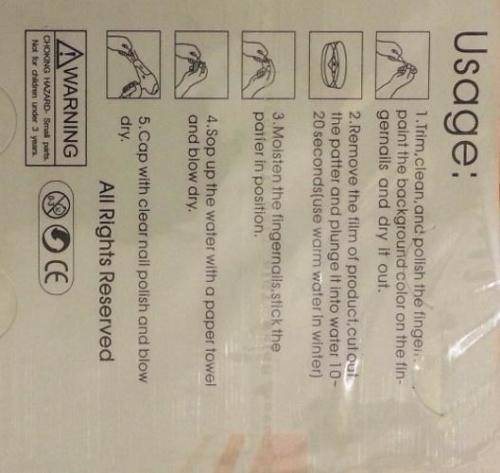 Usage:
1.Trim,clean,and polish the finger-
paint the background color on the fin-
gernails and dry it out.
2.Remove the film of product,cut out
the patter and plunge it into water 10-
20 seconds(use warm water in winter)
3.Moisten the fingernails.stick the
patter in position.
4.Sop up the water with a paper towel
and blow dry.
5.Cap with clear nail polish and blow
dry.
All Rights Reserved
WARNING
CHOKING HAZARD- Small parts.
Not for children under 3 years.
0-3
CE